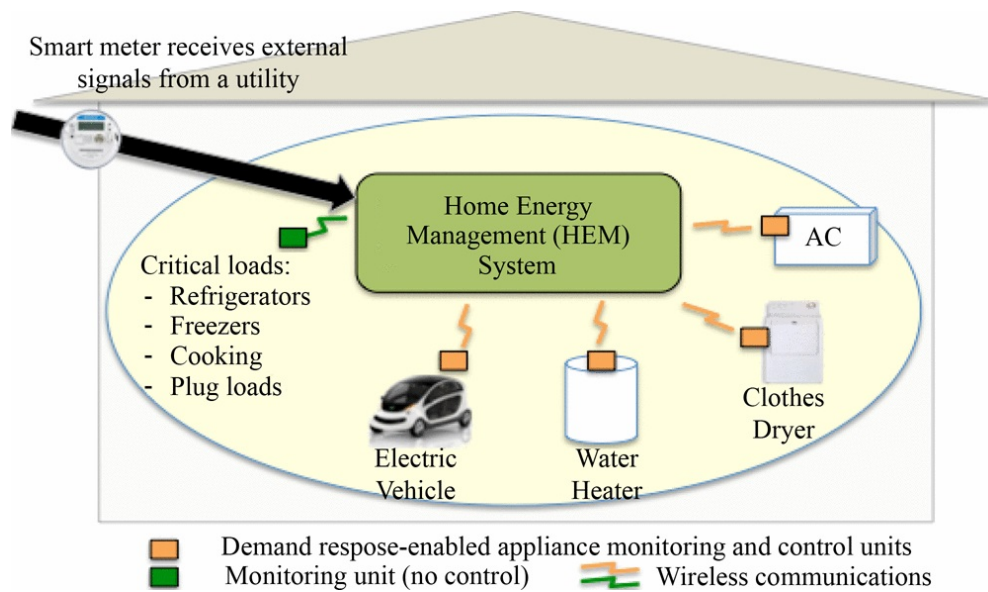 Smart meter receives external
signals from a utility
Home Energy
Management (HEM)
System
AC
Critical loads:
- Refrigerators
- Freezers
- Cooking
- Plug loads
Electric
Vehicle
Water
Heater
Clothes
Dryer
Demand respose-enabled appliance monitoring and control units
Monitoring unit (no control)
Wireless communications